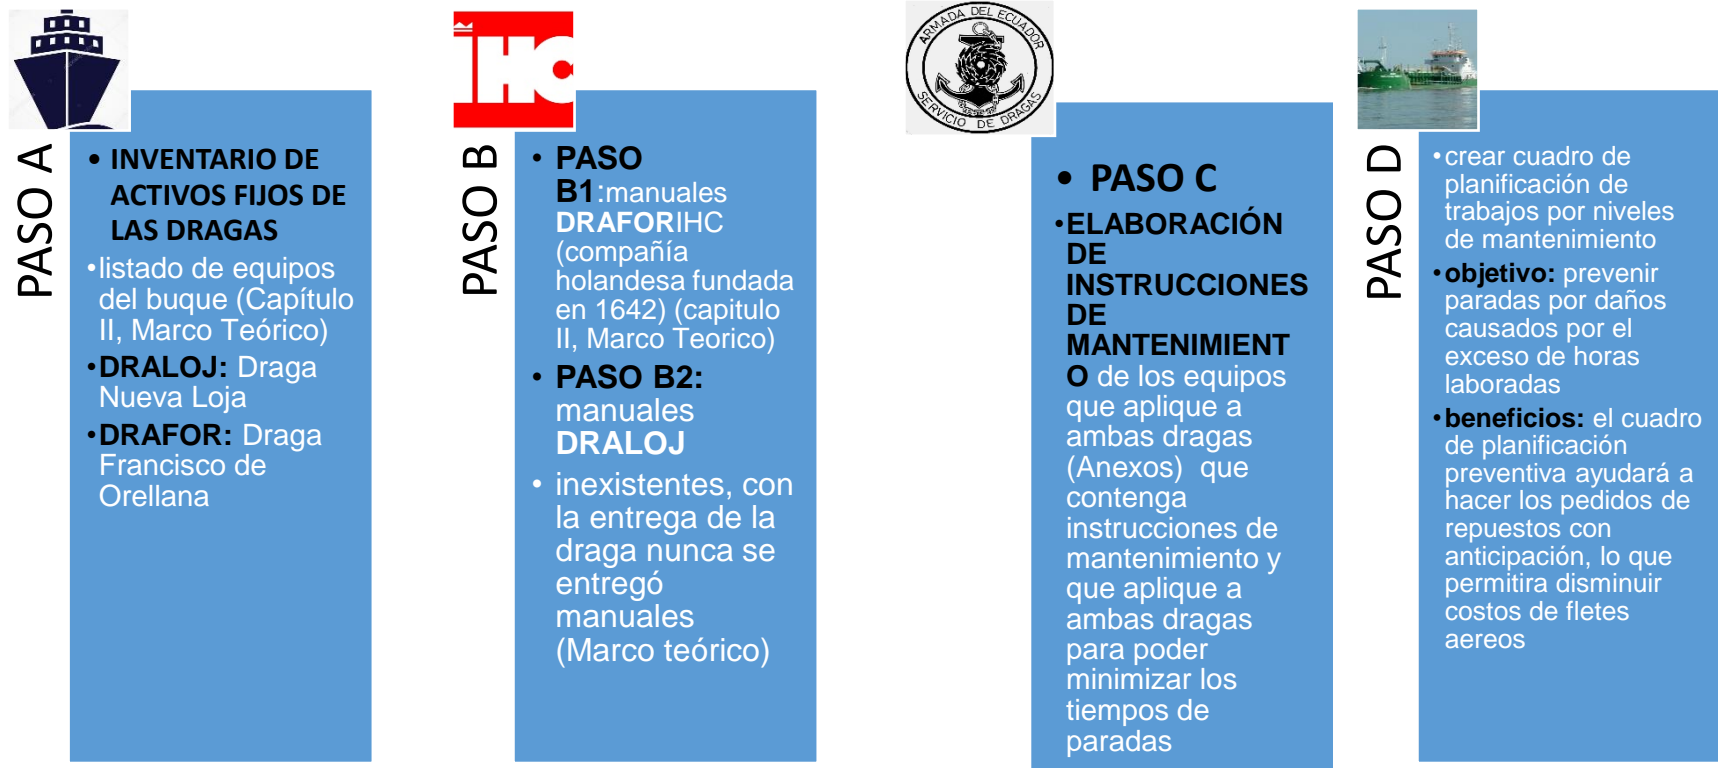 PASO A
• INVENTARIO DE
ACTIVOS FIJOS DE
LAS DRAGAS
•listado de equipos
del buque (Capítulo
II, Marco Teórico)
•DRALOJ: Draga
Nueva Loja
•DRAFOR: Draga
Francisco de
Orellana
IHC
PASO B
• PASO
B1:manuales
DRAFORIHC
(compañía
holandesa fundada
en 1642) (capitulo
II, Marco Teorico)
• PASO B2:
manuales
DRALOJ
• inexistentes, con
la entrega de la
draga nunca se
entregó
manuales
(Marco teórico)
ARMADA DEL ECUADOR
SERVICIO DE DRAGAS
• PASO C
•ELABORACIÓN
DE
INSTRUCCIONES
DE
MANTENIMIENT
O de los equipos
que aplique a
ambas dragas
(Anexos) que
contenga
instrucciones de
mantenimiento y
que aplique a
ambas dragas
para poder
minimizar los
tiempos de
paradas
PASO D
•crear cuadro de
planificación de
trabajos por niveles
de mantenimiento
•objetivo: prevenir
paradas por daños
causados por el
exceso de horas
laboradas
•beneficios: el cuadro
de planificación
preventiva ayudará a
hacer los pedidos de
repuestos con
anticipación, lo que
permitira disminuir
costos de fletes
aereos